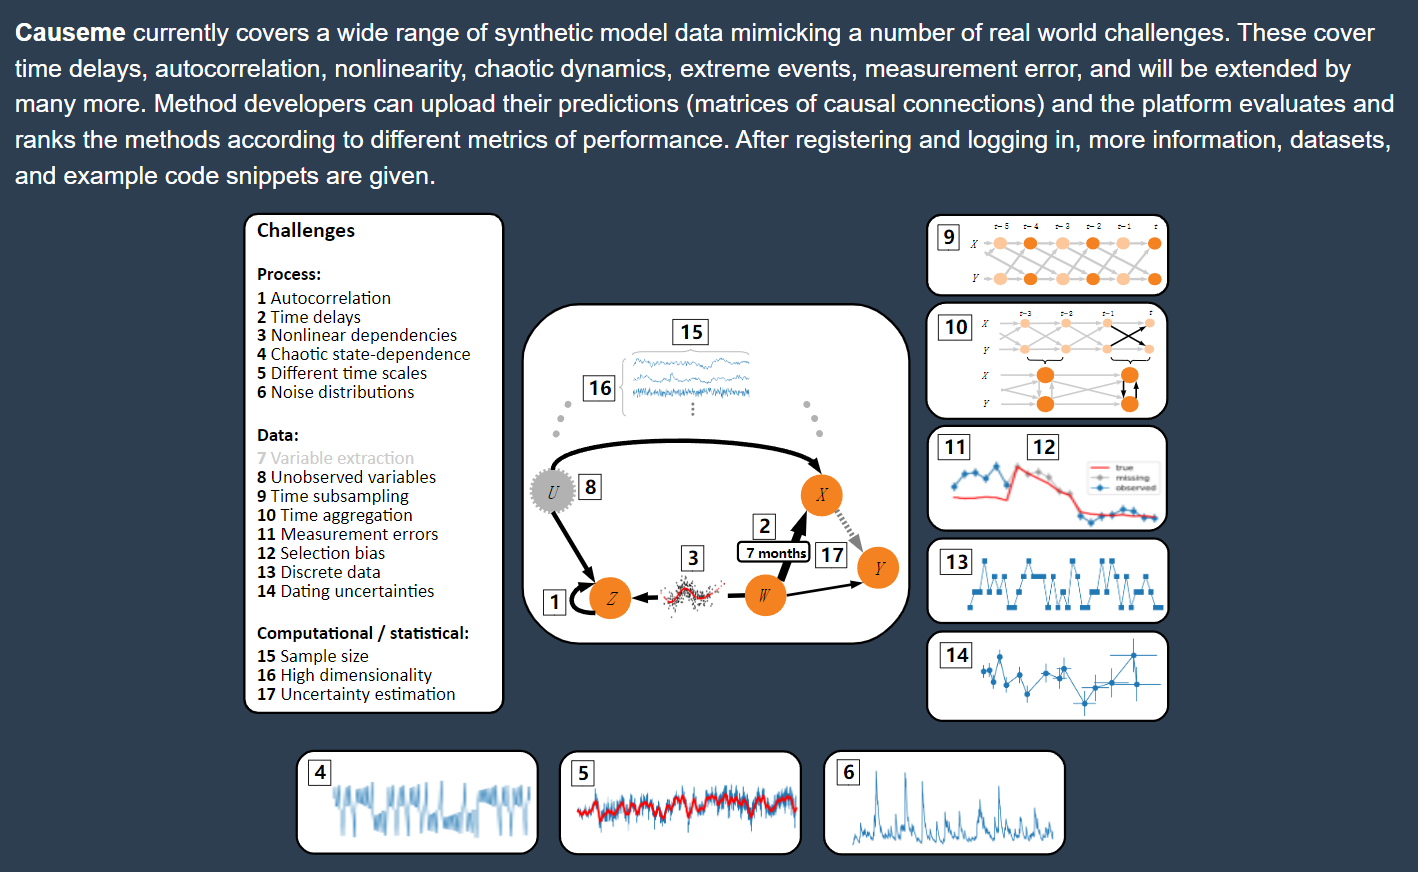 Causeme currently covers a wide range of synthetic model data mimicking a number of real world challenges. These cover
time delays, autocorrelation, nonlinearity, chaotic dynamics, extreme events, measurement error, and will be extended by
many more. Method developers can upload their predictions (matrices of causal connections) and the platform evaluates and
ranks the methods according to different metrics of performance. After registering and logging in, more information, datasets,
and example code snippets are given.
Challenges
Process:
1 Autocorrelation
2 Time delays
3 Nonlinear dependencies
4 Chaotic state-dependence
5 Different time scales
6 Noise distributions
Data:
7 Variable extraction
8 Unobserved variables
9 Time subsampling
10 Time aggregation
11 Measurement errors
12 Selection bias
13 Discrete data
14 Dating uncertainties
Computational / statistical:
15 Sample size
16 High dimensionality
17 Uncertainty estimation
15
16
U
8
X
2
7 months
17
Y
3
1
Z
W
9
τ-5 τ-4 τ-3 τ-2 τ-1 τ
X
Y
10
τ-3 τ-2 τ-1 τ
X
Y
X
Y
11
12
true
missing
observed
13
14
4
5
6